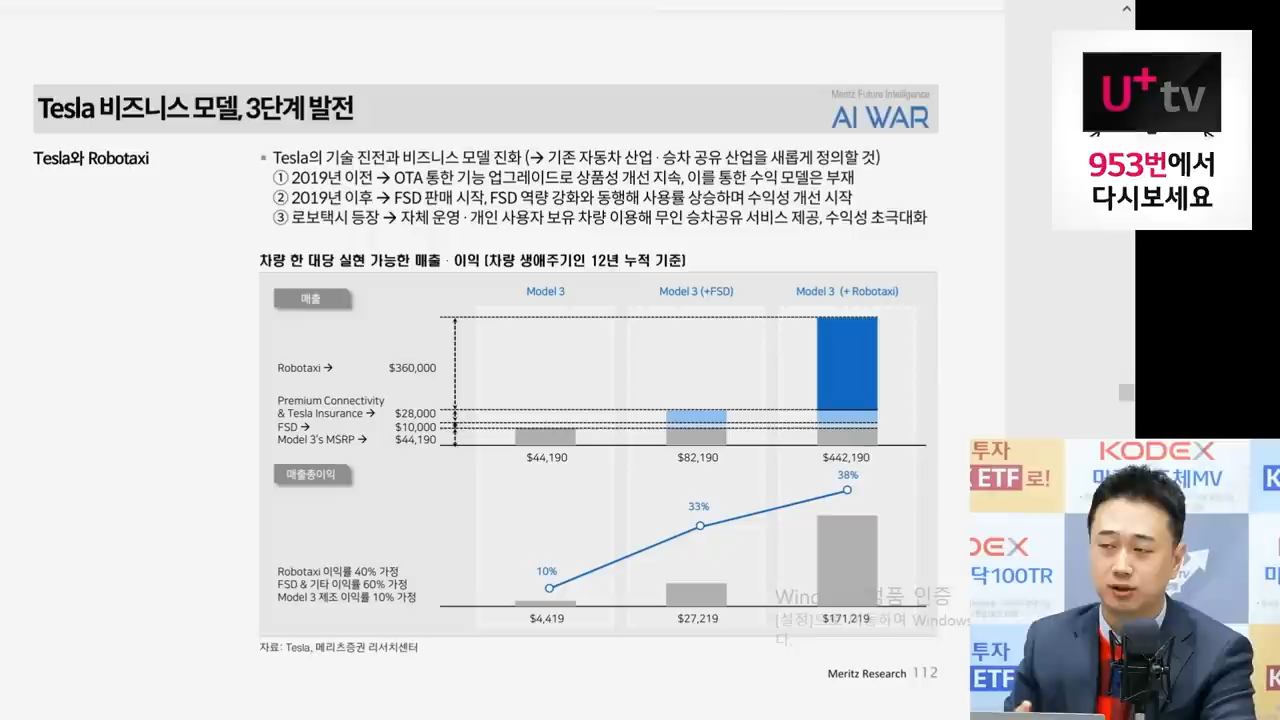 Tesla 비즈니스 모델, 3단계 발전
Meritz Future Intelligence
AI WAR
Tesla와 Robotaxi
▪ Tesla의 기술 진전과 비즈니스 모델 진화 (→ 기존 자동차 산업 · 승차 공유 산업을 새롭게 정의할 것)
① 2019년 이전 → OTA 통한 기능 업그레이드로 상품성 개선 지속, 이를 통한 수익 모델은 부재
② 2019년 이후 → FSD 판매 시작, FSD 역량 강화와 동행해 사용률 상승하며 수익성 개선 시작
③ 로보택시 등장 → 자체 운영 · 개인 사용자 보유 차량 이용해 무인 승차공유 서비스 제공, 수익성 초극대화
차량 한 대당 실현 가능한 매출 · 이익 (차량 생애주기인 12년 누적 기준)
매출
Model 3
Model 3 (+FSD)
Model 3 (+ Robotaxi)
Robotaxi → $360,000
Premium Connectivity
& Tesla Insurance → $28,000
FSD → $10,000
Model 3's MSRP → $44,190
$44,190
$82,190
$442,190
매출총이익
10%
33%
38%
Robotaxi 이익률 40% 가정
FSD & 기타 이익률 60% 가정
Model 3 제조 이익률 10% 가정
$4,419
$27,219
$171,219
자료: Tesla, 메리츠증권 리서치센터
Meritz Research 112
정품 인증
Windows
다.
U+ tv
953번에서
다시보세요
투자
KODEX
ETF로!
MV
DEX
100TR
투자
ETF